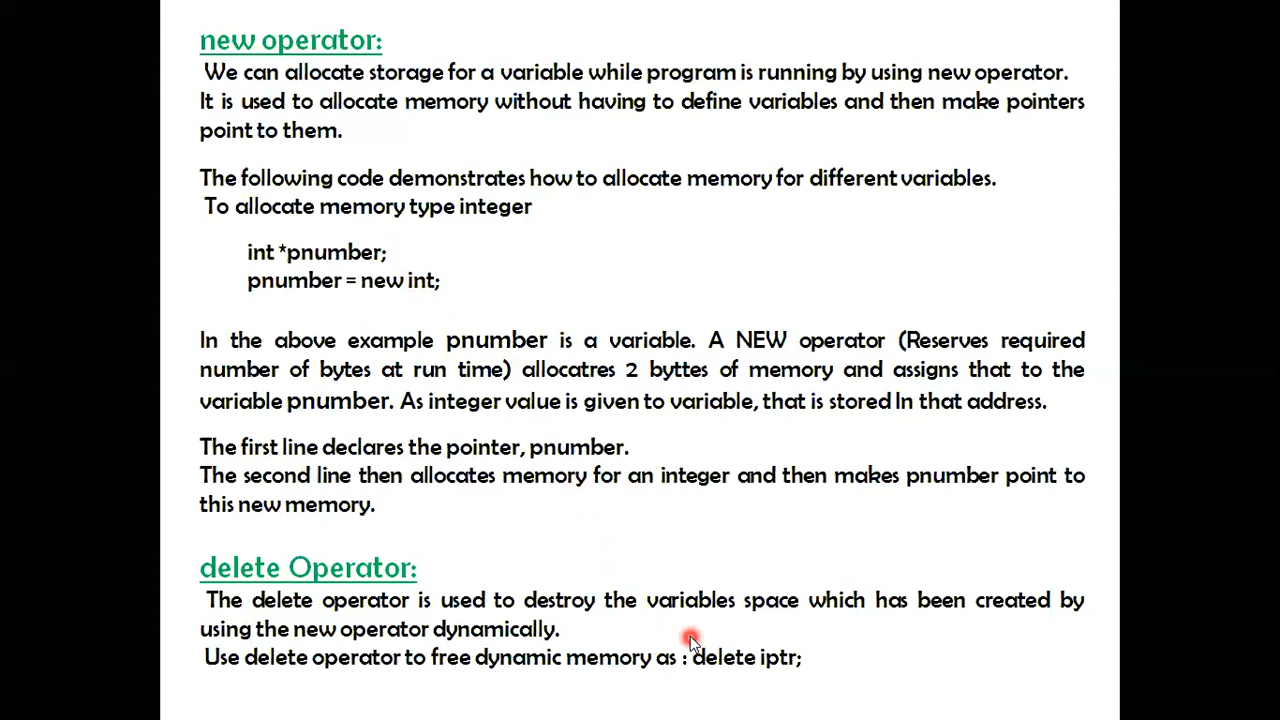 new operator:
We can allocate storage for a variable while program is running by using new operator.
It is used to allocate memory without having to define variables and then make pointers
point to them.
The following code demonstrates how to allocate memory for different variables.
To allocate memory type integer
int *pnumber;
pnumber = new int;
In the above example pnumber is a variable. A NEW operator (Reserves required
number of bytes at run time) allocatres 2 byttes of memory and assigns that to the
variable pnumber. As integer value is given to variable, that is stored In that address.
The first line declares the pointer, pnumber.
The second line then allocates memory for an integer and then makes pnumber point to
this new memory.
delete Operator:
The delete operator is used to destroy the variables space which has been created by
using the new operator dynamically.
Use delete operator to free dynamic memory as : delete iptr;